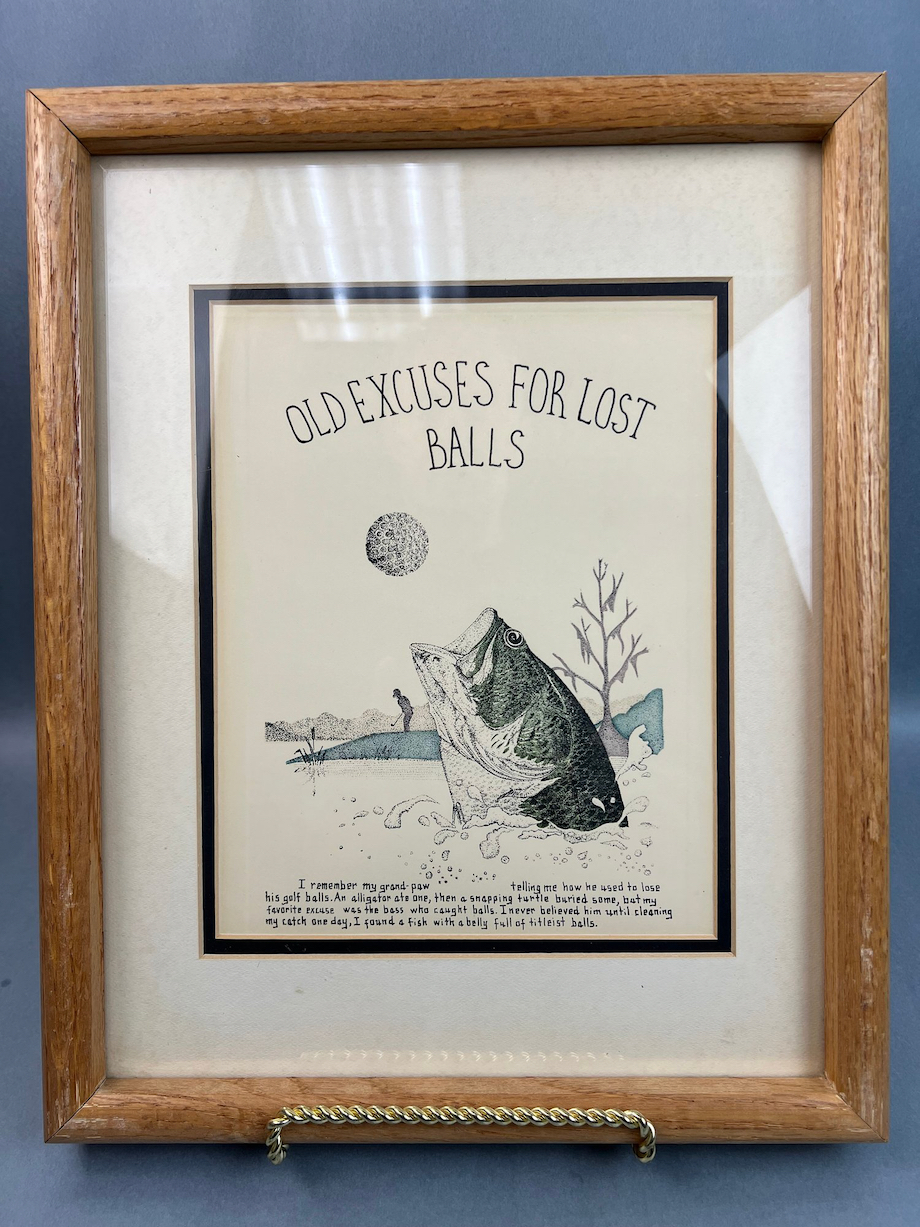 OLD EXCUSES FOR LOST
BALLS
I remember my grand-paw telling me how he used to lose
his golf balls. An alligator ate one, then a snapping turtle buried some, but my
favorite excuse was the bass who caught balls. I never believed him until cleaning
my catch one day, I found a fish with a belly full of titleist balls.